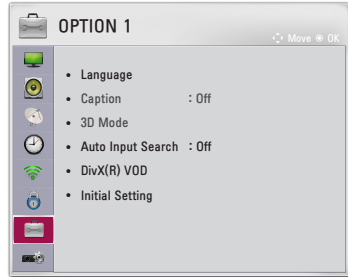 OPTION 1
Move OK
• Language
• Caption : Off
• 3D Mode
• Auto Input Search : Off
• DivX(R) VOD
• Initial Setting